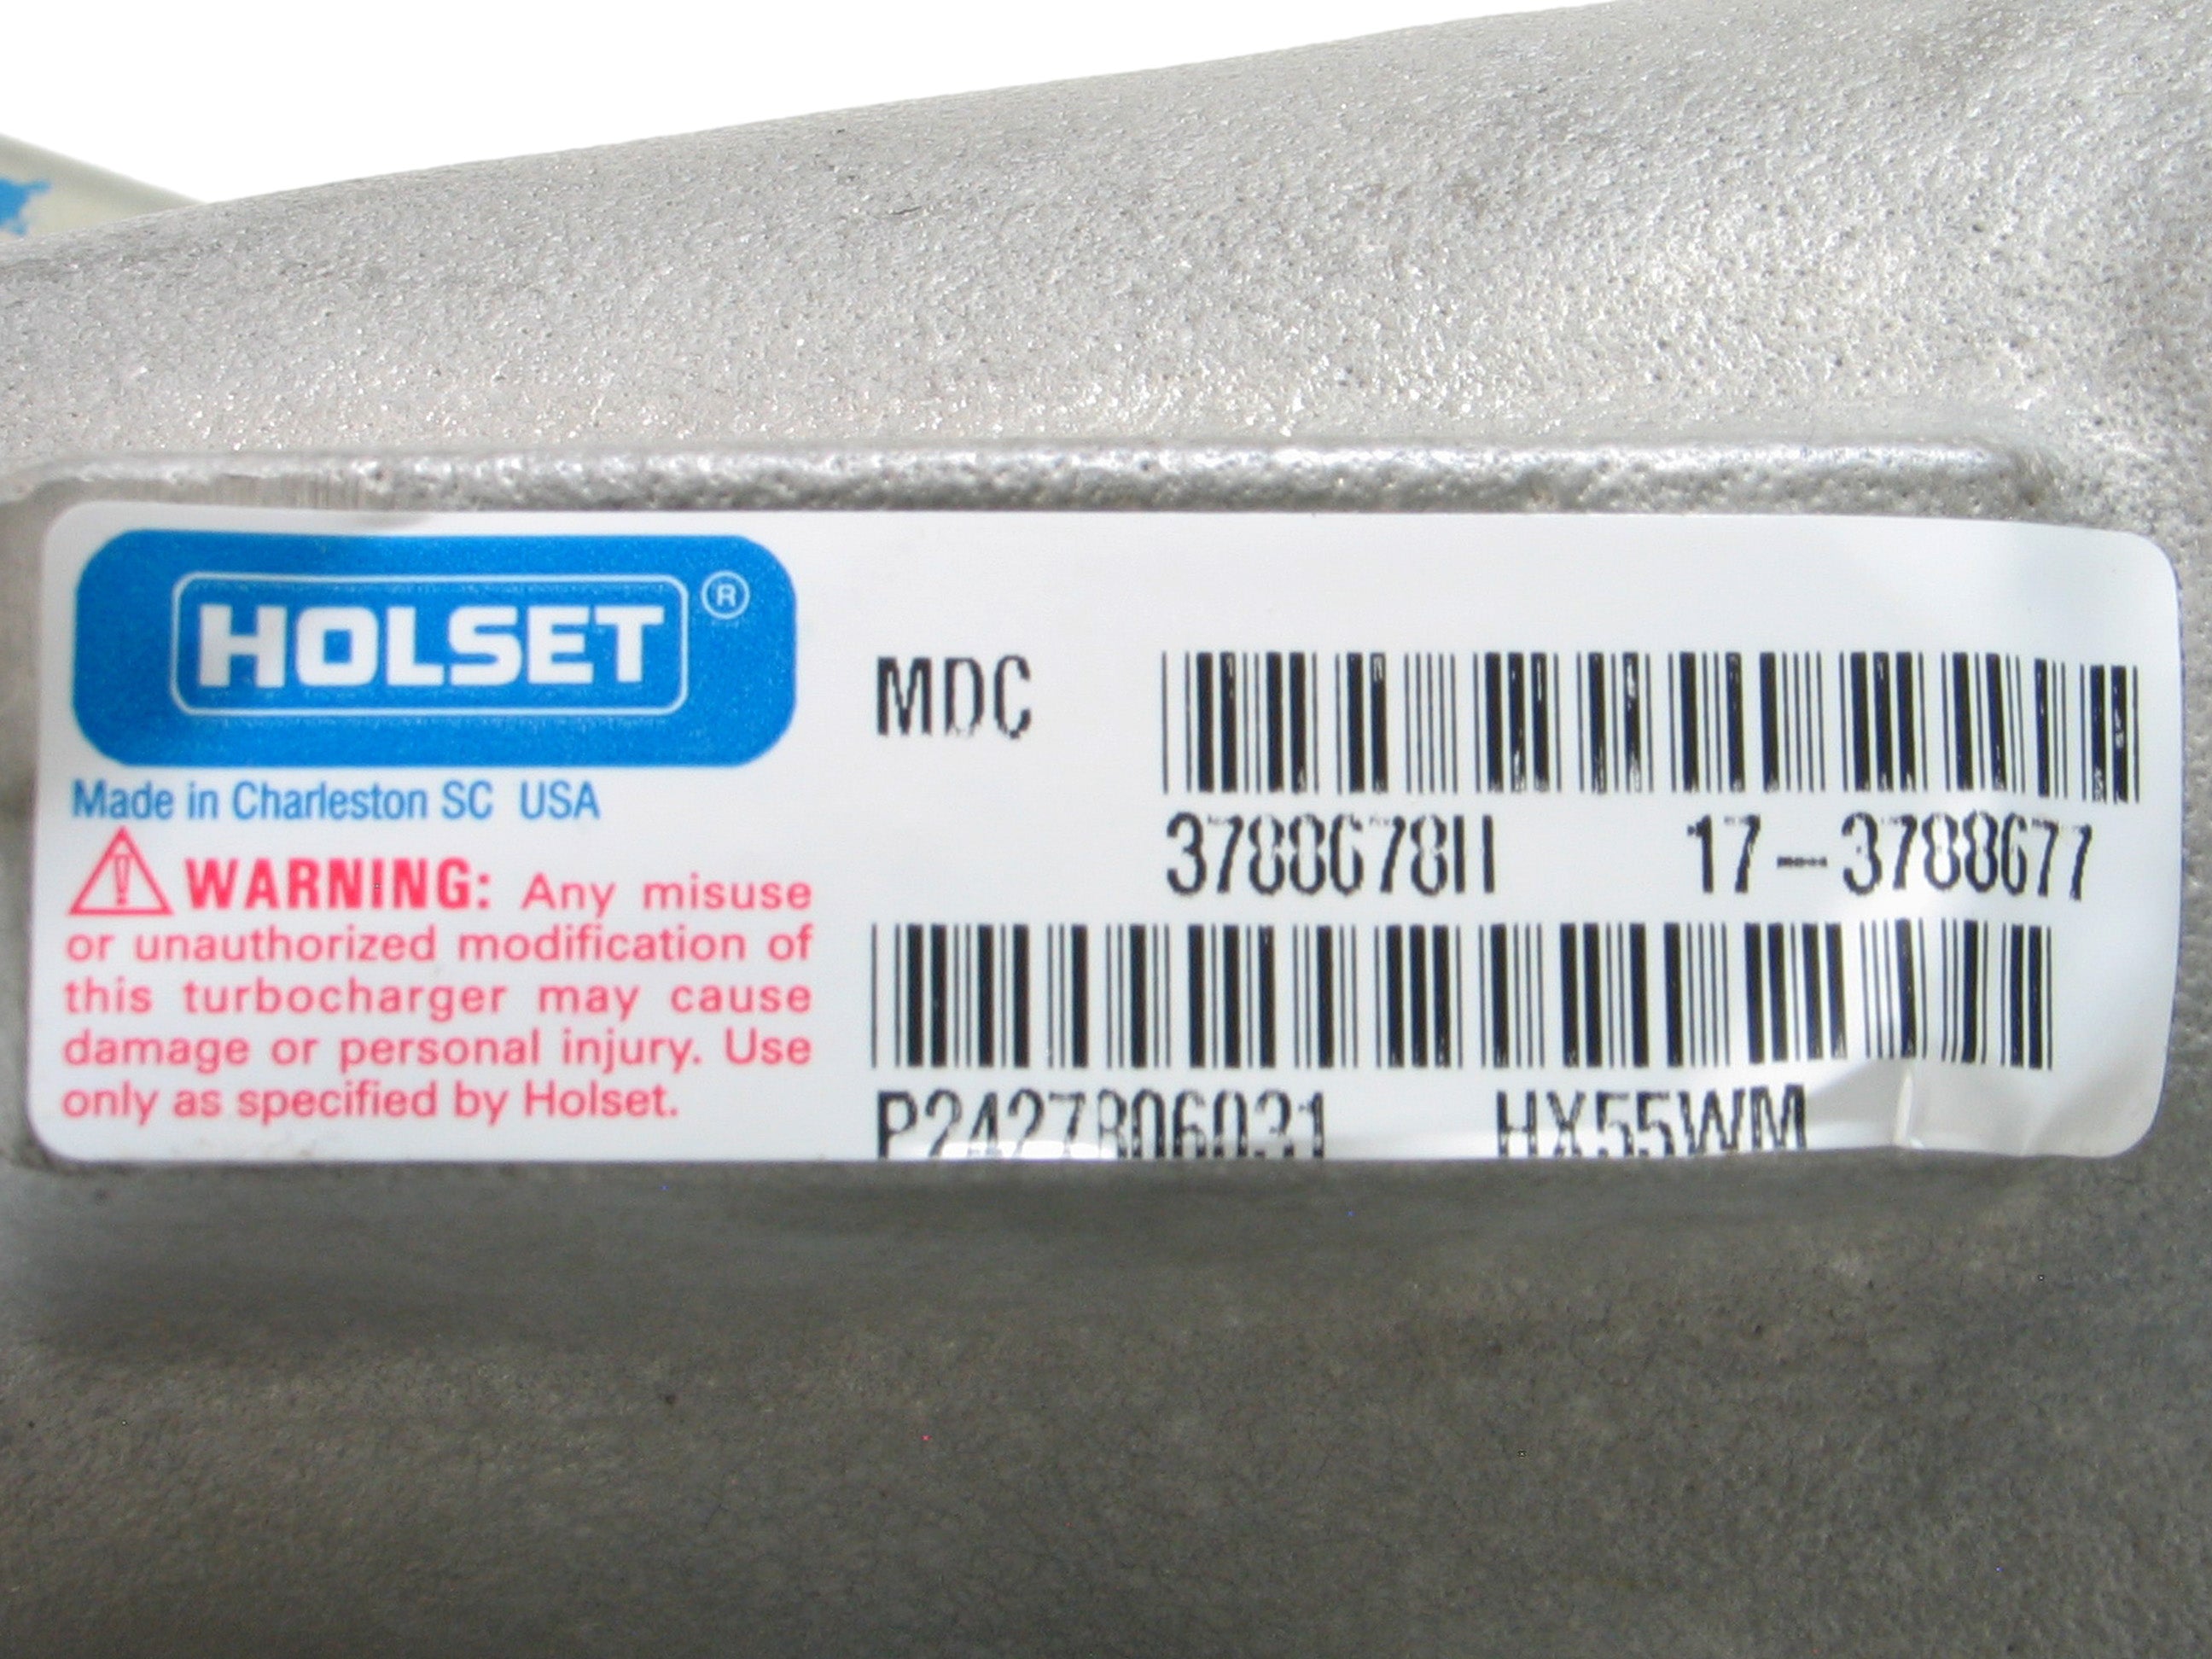 HOLSET ®
Made in Charleston SC USA
WARNING: Any misuse
or unauthorized modification of
this turbocharger may cause
damage or personal injury. Use
only as specified by Holset.
MDC
3788678H 17-3788677
P2427806031 HX55WM